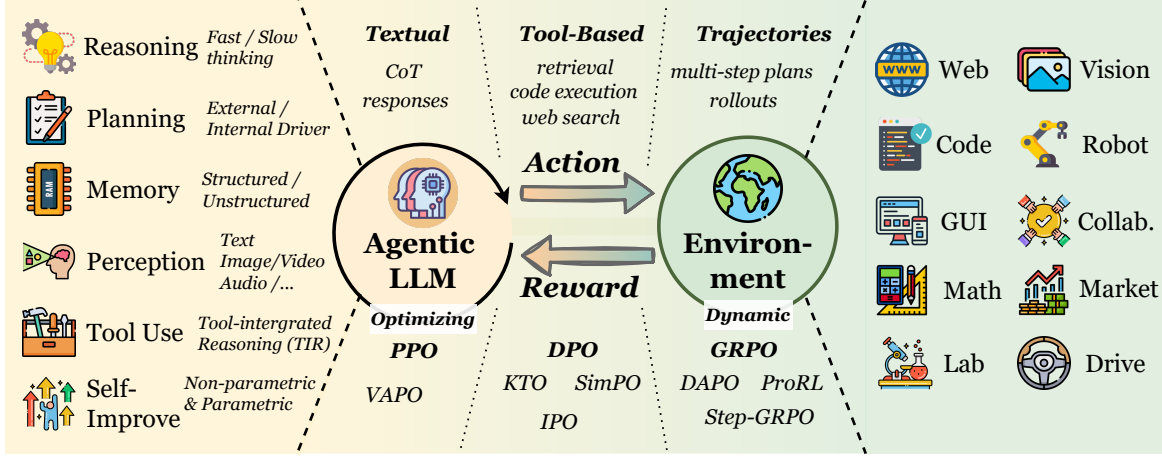 Reasoning
Fast / Slow
thinking
Planning
External /
Internal Driver
Memory
RAM
Structured /
Unstructured
Perception
Text
Image/Video
Audio /...
Tool Use
Tool-intergrated
Reasoning (TIR)
Self-
Improve
Non-parametric
& Parametric
Textual
CoT
responses
Tool-Based
retrieval
code execution
web search
Trajectories
multi-step plans
rollouts
Action
Agentic
LLM
Optimizing
Reward
Environ-
ment
Dynamic
PPO
VAPO
DPO
KTO SimPO
IPO
GRPO
DAPO ProRL
Step-GRPO
WWW
Web
Vision
Code
Robot
GUI
Collab.
Math
Market
Lab
Drive